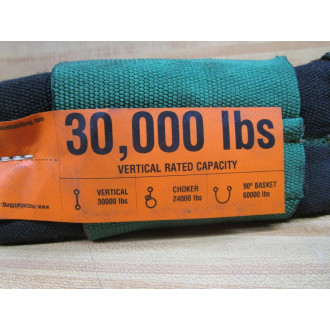 30,000 lbs
VERTICAL RATED CAPACITY
VERTICAL
30000 lbs
CHOKER
24000 lbs
90° BASKET
60000 lbs